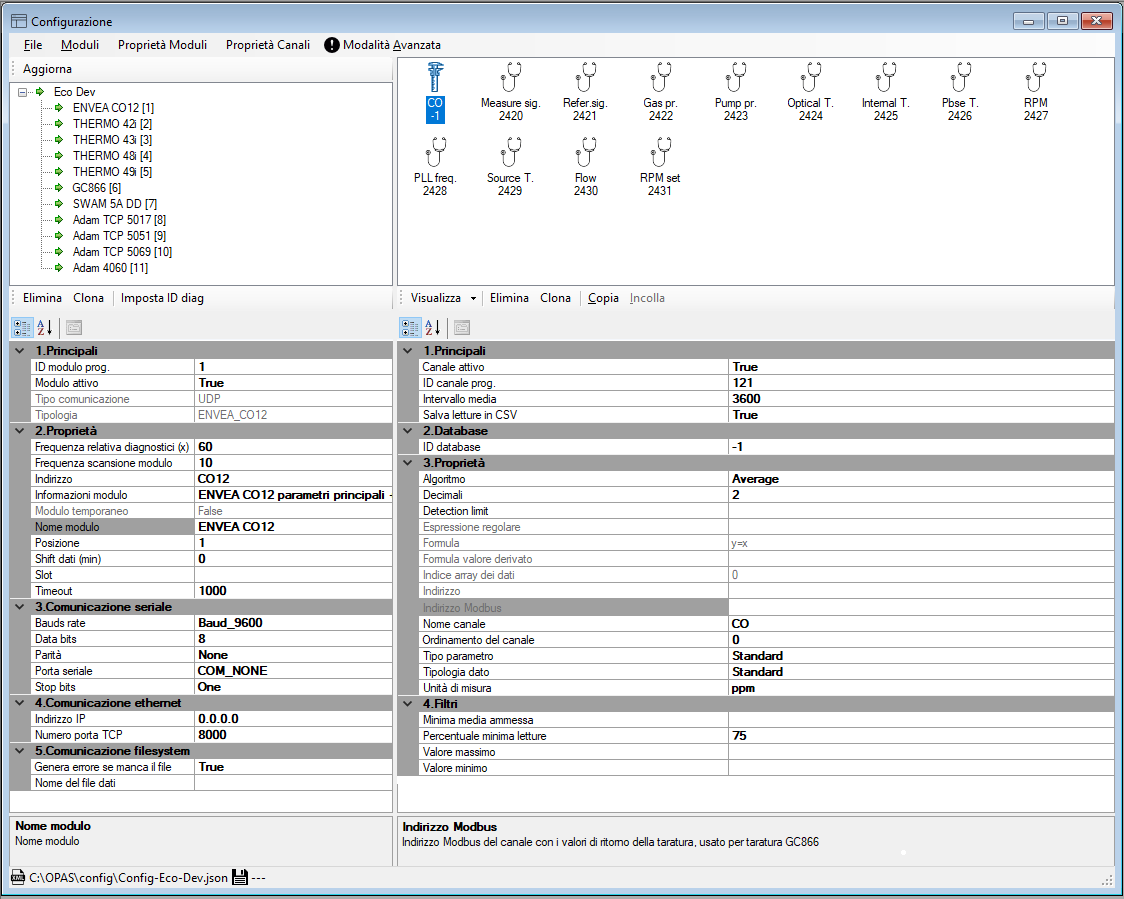 Configurazione
File Moduli Proprietà Moduli Proprietà Canali Modalità Avanzata
Aggiorna
Eco Dev
ENVEA CO12 [1]
THERMO 42i [2]
THERMO 43i [3]
THERMO 48i [4]
THERMO 49i [5]
GC866 [6]
SWAM 5A DD [7]
Adam TCP 5017 [8]
Adam TCP 5051 [9]
Adam TCP 5069 [10]
Adam 4060 [11]
CO Measure sig. Refer.sig. Gas pr. Pump pr. Optical T. Internal T. Pbse T. RPM
-1 2420 2421 2422 2423 2424 2425 2426 2427
PLL freq. Source T. Flow RPM set
2428 2429 2430 2431
Elimina Clona Imposta ID diag
1.Principali
ID modulo prog. 1
Modulo attivo True
Tipo comunicazione UDP
Tipologia ENVEA_CO12
2.Proprietà
Frequenza relativa diagnostici (x) 60
Frequenza scansione modulo 10
Indirizzo CO12
Informazioni modulo ENVEA CO12 parametri principali -
Modulo temporaneo False
Nome modulo ENVEA CO12
Posizione 1
Shift dati (min) 0
Slot
Timeout 1000
3.Comunicazione seriale
Bauds rate Baud_9600
Data bits 8
Parità None
Porta seriale COM_NONE
Stop bits One
4.Comunicazione ethernet
Indirizzo IP 0.0.0.0
Numero porta TCP 8000
5.Comunicazione filesystem
Genera errore se manca il file True
Nome del file dati
Nome modulo
Nome modulo
Visualizza Elimina Clona Copia Incolla
1.Principali
Canale attivo True
ID canale prog. 121
Intervallo media 3600
Salva letture in CSV True
2.Database
ID database -1
3.Proprietà
Algoritmo Average
Decimali 2
Detection limit
Espressione regolare
Formula y=x
Formula valore derivato
Indice array dei dati 0
Indirizzo
Indirizzo Modbus
Nome canale CO
Ordinamento del canale 0
Tipo parametro Standard
Tipologia dato Standard
Unità di misura ppm
4.Filtri
Minima media ammessa
Percentuale minima letture 75
Valore massimo
Valore minimo
Indirizzo Modbus
Indirizzo Modbus del canale con i valori di ritorno della taratura, usato per taratura GC866
C:\OPAS\config\Config-Eco-Dev.json ---